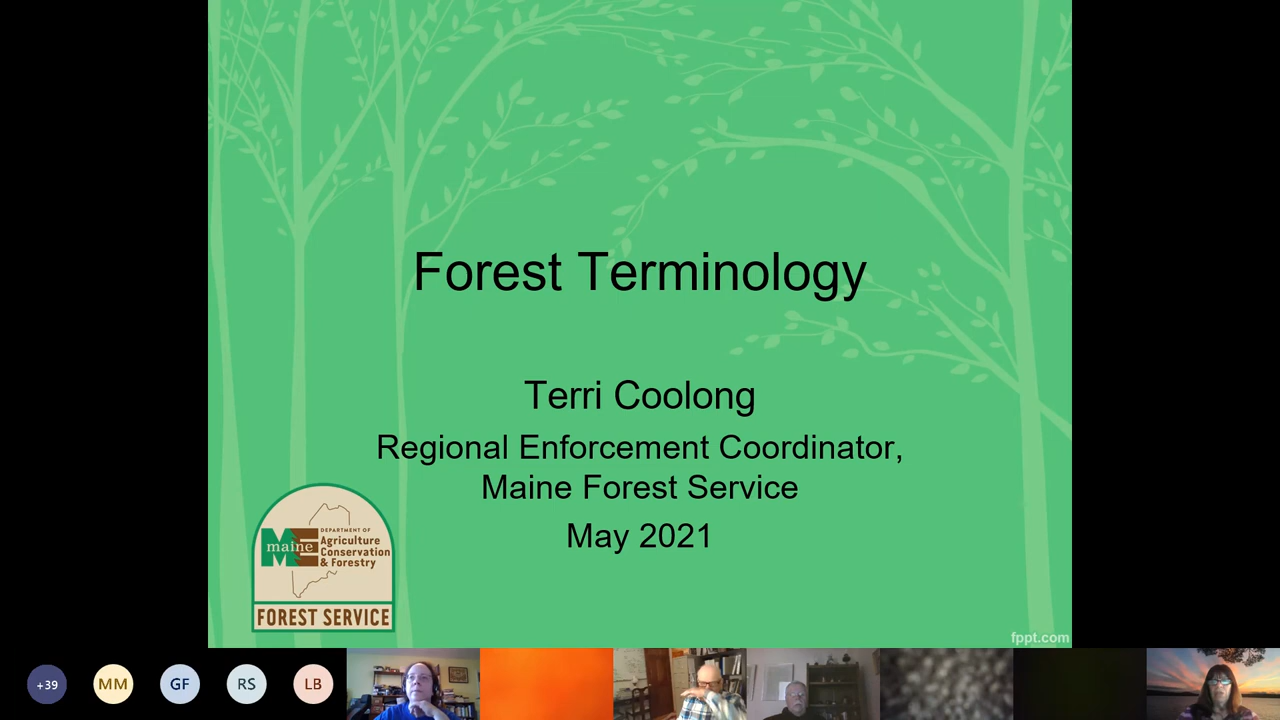 Forest Terminology
Terri Coolong
Regional Enforcement Coordinator,
Maine Forest Service
May 2021
DEPARTMENT OF
maine
Agriculture
Conservation
& Forestry
FOREST SERVICE
fppt.com
+39
MM
GF
RS
LB